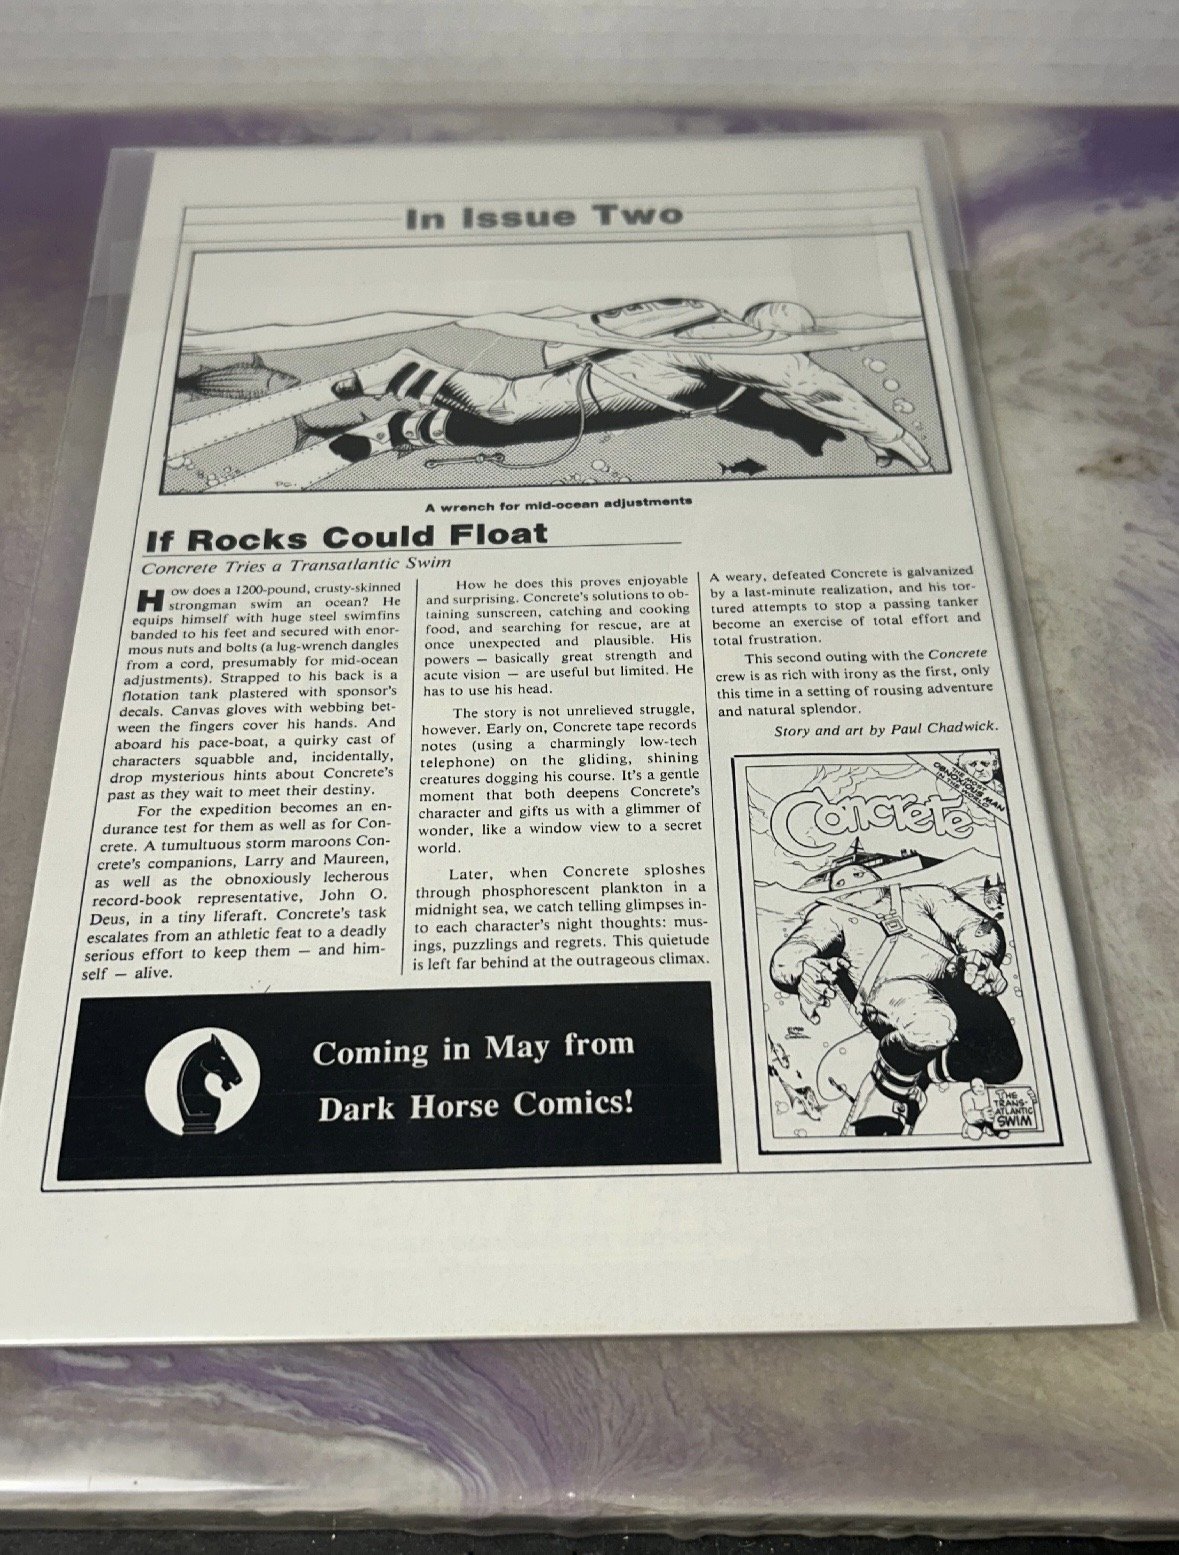 In Issue Two
A wrench for mid-ocean adjustments
If Rocks Could Float
Concrete Tries a Transatlantic Swim
How does a 1200-pound, crusty-skinned
strongman swim an ocean? He
equips himself with huge steel swimfins
banded to his feet and secured with enor-
mous nuts and bolts (a lug-wrench dangles
from a cord, presumably for mid-ocean
adjustments). Strapped to his back is a
flotation tank plastered with sponsor's
decals. Canvas gloves with webbing bet-
ween the fingers cover his hands. And
aboard his pace-boat, a quirky cast of
characters squabble and, incidentally,
drop mysterious hints about Concrete's
past as they wait to meet their destiny.
For the expedition becomes an en-
durance test for them as well as for Con-
crete. A tumultuous storm maroons Con-
crete's companions, Larry and Maureen,
as well as the obnoxiously lecherous
record-book representative, John O.
Deus, in a tiny liferaft. Concrete's task
escalates from an athletic feat to a deadly
serious effort to keep them — and him-
self — alive.
How he does this proves enjoyable
and surprising. Concrete's solutions to ob-
taining sunscreen, catching and cooking
food, and searching for rescue, are at
once unexpected and plausible. His
powers — basically great strength and
acute vision — are useful but limited. He
has to use his head.
The story is not unrelieved struggle,
however. Early on, Concrete tape records
notes (using a charmingly low-tech
telephone) on the gliding, shining
creatures dogging his course. It's a gentle
moment that both deepens Concrete's
character and gifts us with a glimmer of
wonder, like a window view to a secret
world.
Later, when Concrete sploshes
through phosphorescent plankton in a
midnight sea, we catch telling glimpses in-
to each character's night thoughts: mus-
ings, puzzlings and regrets. This quietude
is left far behind at the outrageous climax.
A weary, defeated Concrete is galvanized
by a last-minute realization, and his tor-
tured attempts to stop a passing tanker
become an exercise of total effort and
total frustration.
This second outing with the Concrete
crew is as rich with irony as the first, only
this time in a setting of rousing adventure
and natural splendor.
Story and art by Paul Chadwick.
OBNOXIOUS MAN
Concrete
THE
TRANS-
ATLANTIC
SWIM
Coming in May from
Dark Horse Comics!